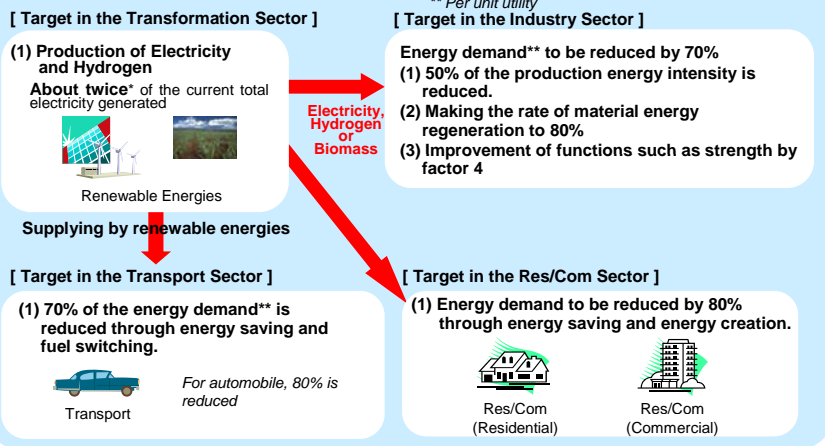 ** Per unit utility
[ Target in the Transformation Sector ]
(1) Production of Electricity
and Hydrogen
About twice* of the current total
electricity generated
Renewable Energies
Electricity,
Hydrogen
or
Biomass
[ Target in the Industry Sector ]
Energy demand** to be reduced by 70%
(1) 50% of the production energy intensity is
reduced.
(2) Making the rate of material energy
regeneration to 80%
(3) Improvement of functions such as strength by
factor 4
Supplying by renewable energies
[ Target in the Transport Sector ]
(1) 70% of the energy demand** is
reduced through energy saving and
fuel switching.
Transport
For automobile, 80% is
reduced
[ Target in the Res/Com Sector ]
(1) Energy demand to be reduced by 80%
through energy saving and energy creation.
Res/Com
(Residential)
Res/Com
(Commercial)